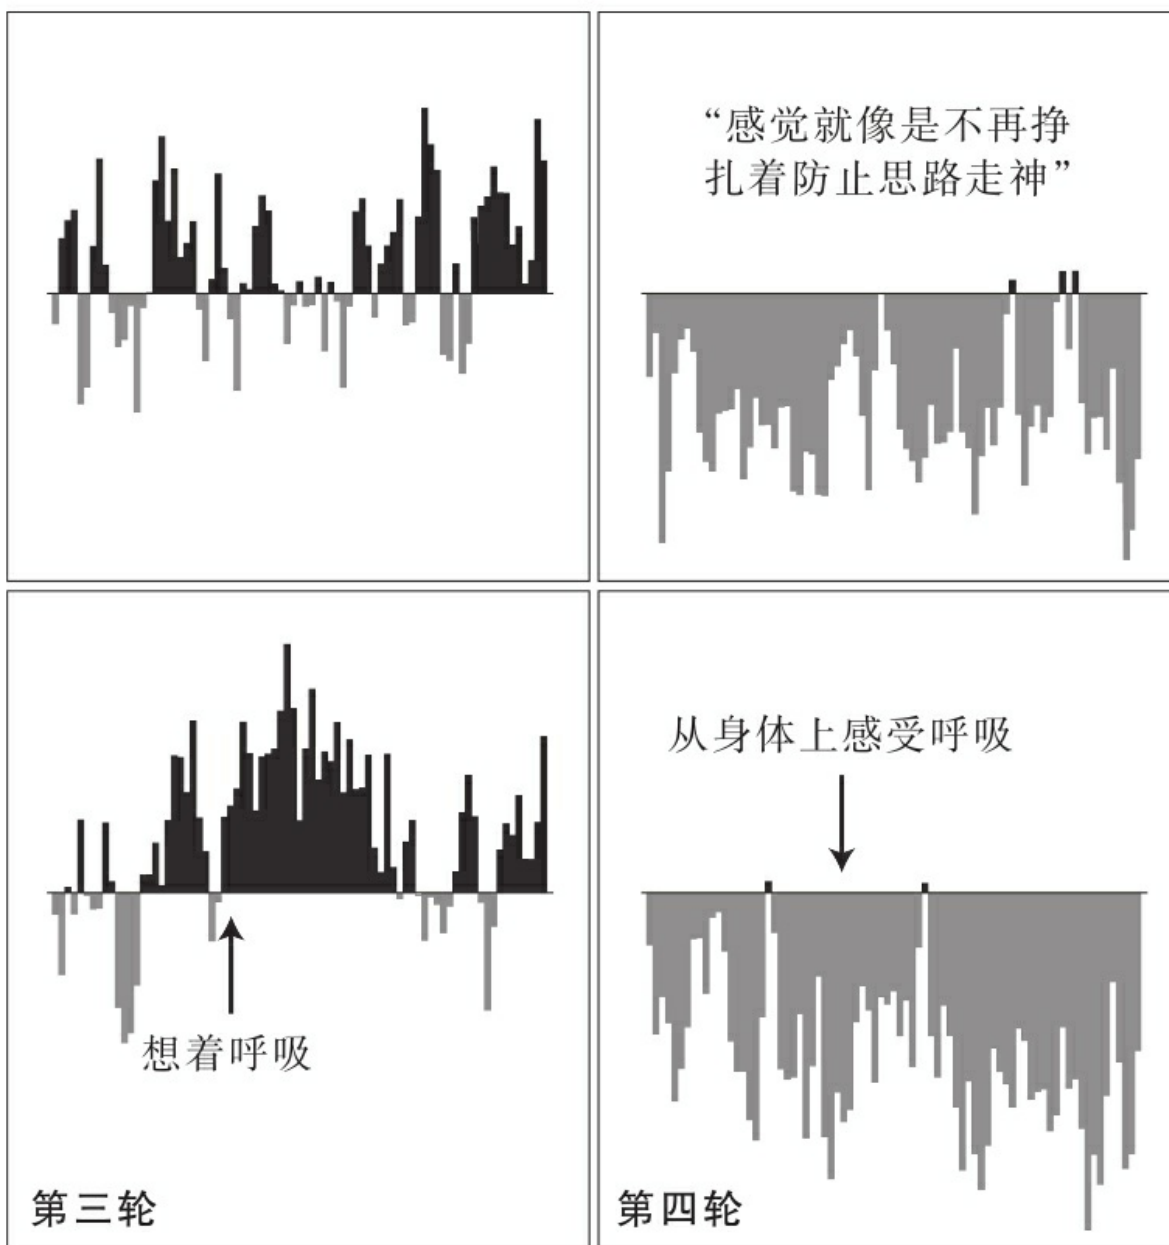 “感觉就像是不再挣
扎着防止思路走神”
从身体上感受呼吸
想着呼吸
第三轮
第四轮